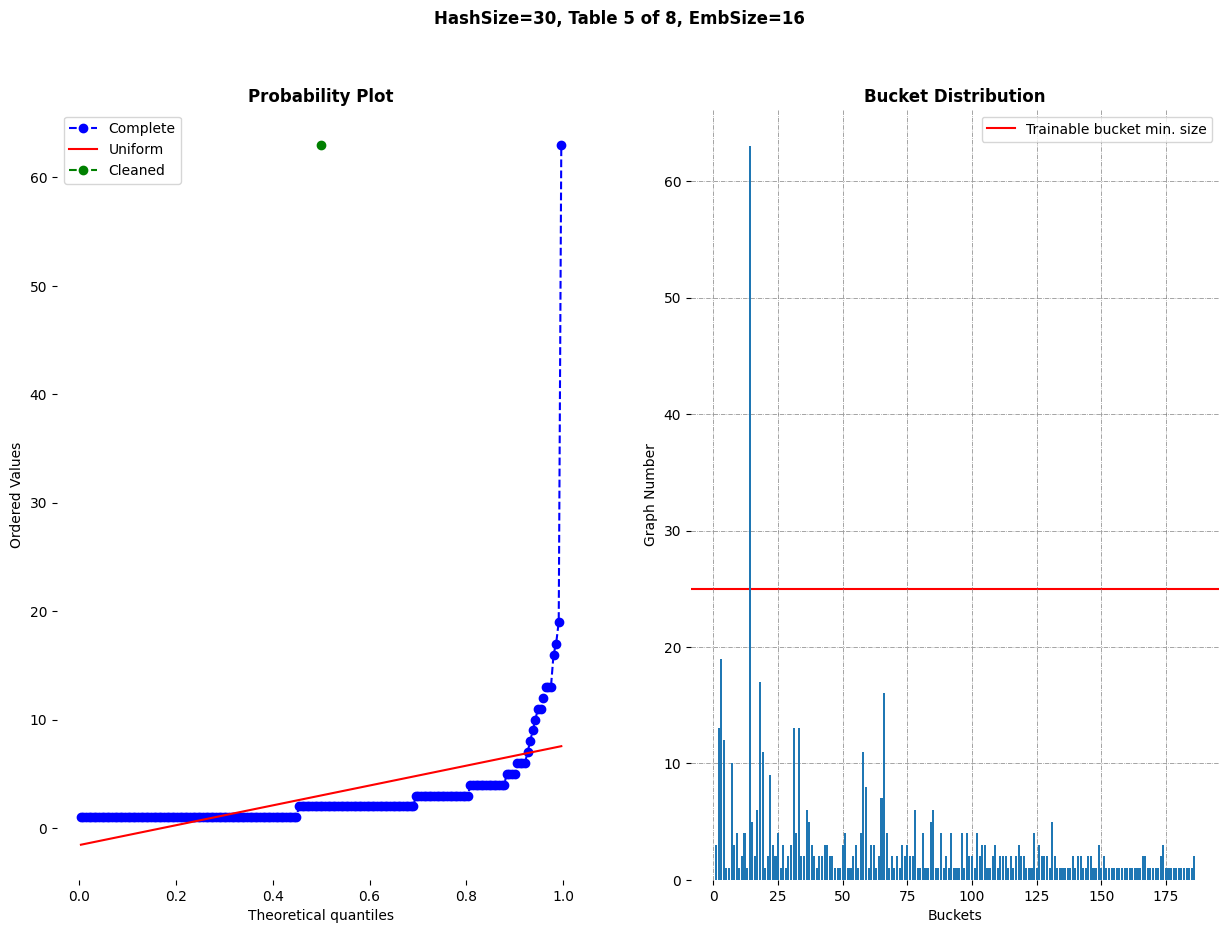 HashSize=30, Table 5 of 8, EmbSize=16
Probability Plot
Complete
Uniform
Cleaned
Ordered Values
60
50
40
30
20
10
0
0.0 0.2 0.4 0.6 0.8 1.0
Theoretical quantiles
Bucket Distribution
Trainable bucket min. size
Graph Number
60
50
40
30
20
10
0
0 25 50 75 100 125 150 175
Buckets